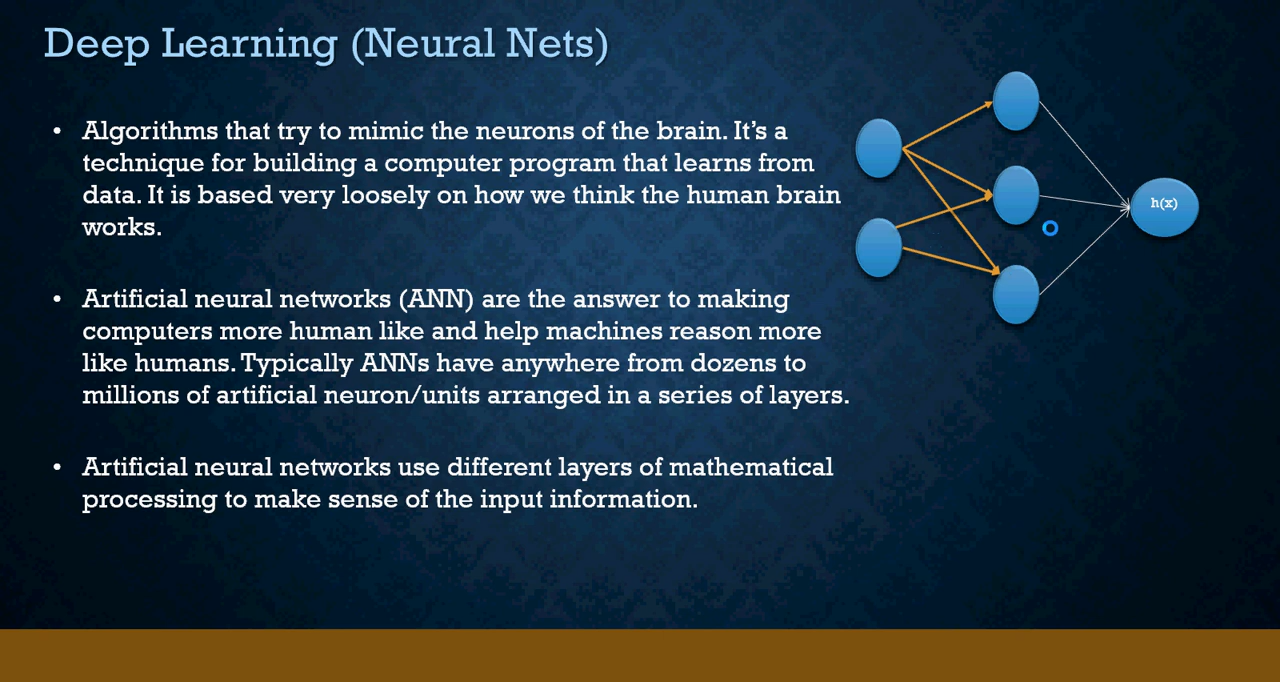 Deep Learning (Neural Nets)
• Algorithms that try to mimic the neurons of the brain. It’s a
technique for building a computer program that learns from
data. It is based very loosely on how we think the human brain
works.
• Artificial neural networks (ANN) are the answer to making
computers more human like and help machines reason more
like humans. Typically ANNs have anywhere from dozens to
millions of artificial neuron/units arranged in a series of layers.
• Artificial neural networks use different layers of mathematical
processing to make sense of the input information.
h(x)